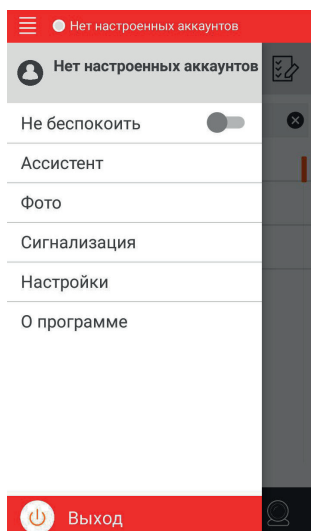 Нет настроенных аккаунтов
Нет настроенных аккаунтов
Не беспокоить
Ассистент
Фото
Сигнализация
Настройки
О программе
Выход